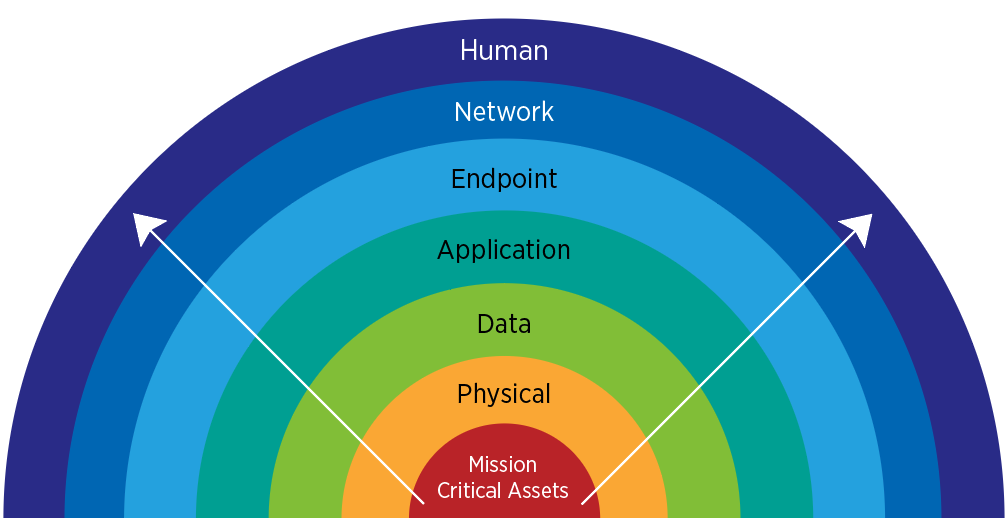 Human
Network
Endpoint
Application
Data
Physical
Mission
Critical Assets